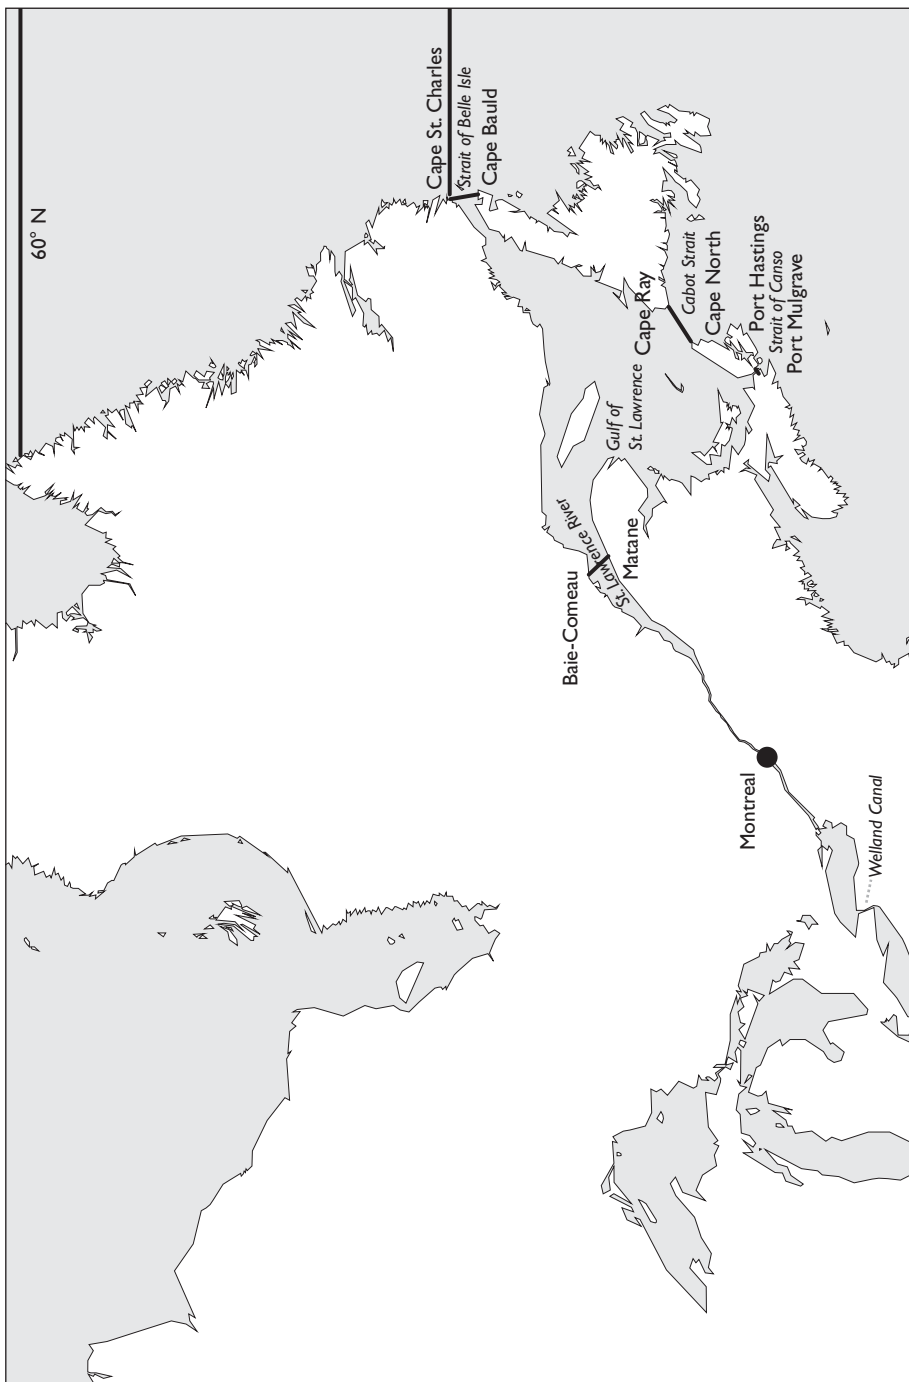 60° N
Cape St. Charles
Strait of Belle Isle
Cape Bauld
Gulf of
St. Lawrence
Cape Ray
Cabot Strait
Cape North
Port Hastings
Strait of Canso
Port Mulgrave
St. Lawrence River
Baie-Comeau
Matane
Montreal
Welland Canal